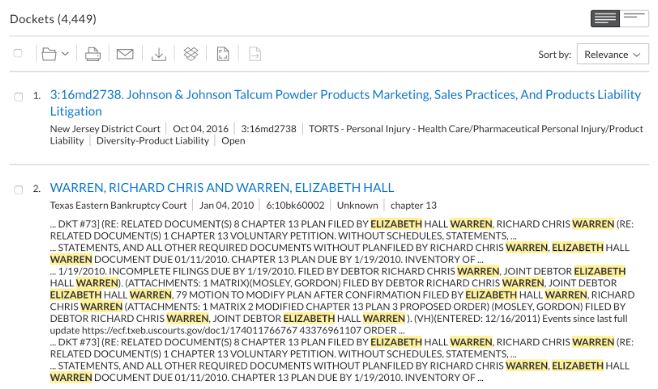 Dockets (4,449)
Sort by: Relevance
1. 3:16md2738. Johnson & Johnson Talcum Powder Products Marketing, Sales Practices, And Products Liability
Litigation
New Jersey District Court | Oct 04, 2016 | 3:16md2738 | TORTS - Personal Injury - Health Care/Pharmaceutical Personal Injury/Product
Liability | Diversity-Product Liability | Open
2. WARREN, RICHARD CHRIS AND WARREN, ELIZABETH HALL
Texas Eastern Bankruptcy Court | Jan 04, 2010 | 6:10bk60002 | Unknown | chapter 13
... DKT #73] (RE: RELATED DOCUMENT(S) 8 CHAPTER 13 PLAN FILED BY ELIZABETH HALL WARREN, RICHARD CHRIS WARREN (RE:
RELATED DOCUMENT(S) 1 CHAPTER 13 VOLUNTARY PETITION. WITHOUT SCHEDULES, STATEMENTS, ...
... STATEMENTS, AND ALL OTHER REQUIRED DOCUMENTS WITHOUT PLANFILED BY RICHARD CHRIS WARREN, ELIZABETH HALL
WARREN DOCUMENT DUE 01/11/2010. CHAPTER 13 PLAN DUE BY 1/19/2010. INVENTORY OF ...
... 1/19/2010. INCOMPLETE FILINGS DUE BY 1/19/2010. FILED BY DEBTOR RICHARD CHRIS WARREN, JOINT DEBTOR ELIZABETH
HALL WARREN). (ATTACHMENTS: 1 MATRIX)(MOSLEY, GORDON) FILED BY DEBTOR RICHARD CHRIS WARREN, JOINT DEBTOR
ELIZABETH HALL WARREN, 79 MOTION TO MODIFY PLAN AFTER CONFIRMATION FILED BY ELIZABETH HALL WARREN, RICHARD
CHRIS WARREN (ATTACHMENTS: 1 MATRIX 2 MODIFIED CHAPTER 13 PLAN 3 PROPOSED ORDER) (MOSLEY, GORDON) FILED BY
DEBTOR RICHARD CHRIS WARREN, JOINT DEBTOR ELIZABETH HALL WARREN ). (VH)(ENTERED: 12/16/2011) Events since last full
update https://ecf.txeb.uscourts.gov/doc1/174011766767 43376961107 ORDER ...
... DKT #73] (RE: RELATED DOCUMENT(S) 8 CHAPTER 13 PLAN FILED BY ELIZABETH HALL WARREN, RICHARD CHRIS WARREN (RE:
RELATED DOCUMENT(S) 1 CHAPTER 13 VOLUNTARY PETITION. WITHOUT SCHEDULES, STATEMENTS, ...
... STATEMENTS, AND ALL OTHER REQUIRED DOCUMENTS WITHOUT PLANFILED BY RICHARD CHRIS WARREN, ELIZABETH HALL
WARREN DOCUMENT DUE 01/11/2010. CHAPTER 13 PLAN DUE BY 1/19/2010. INVENTORY OF ...